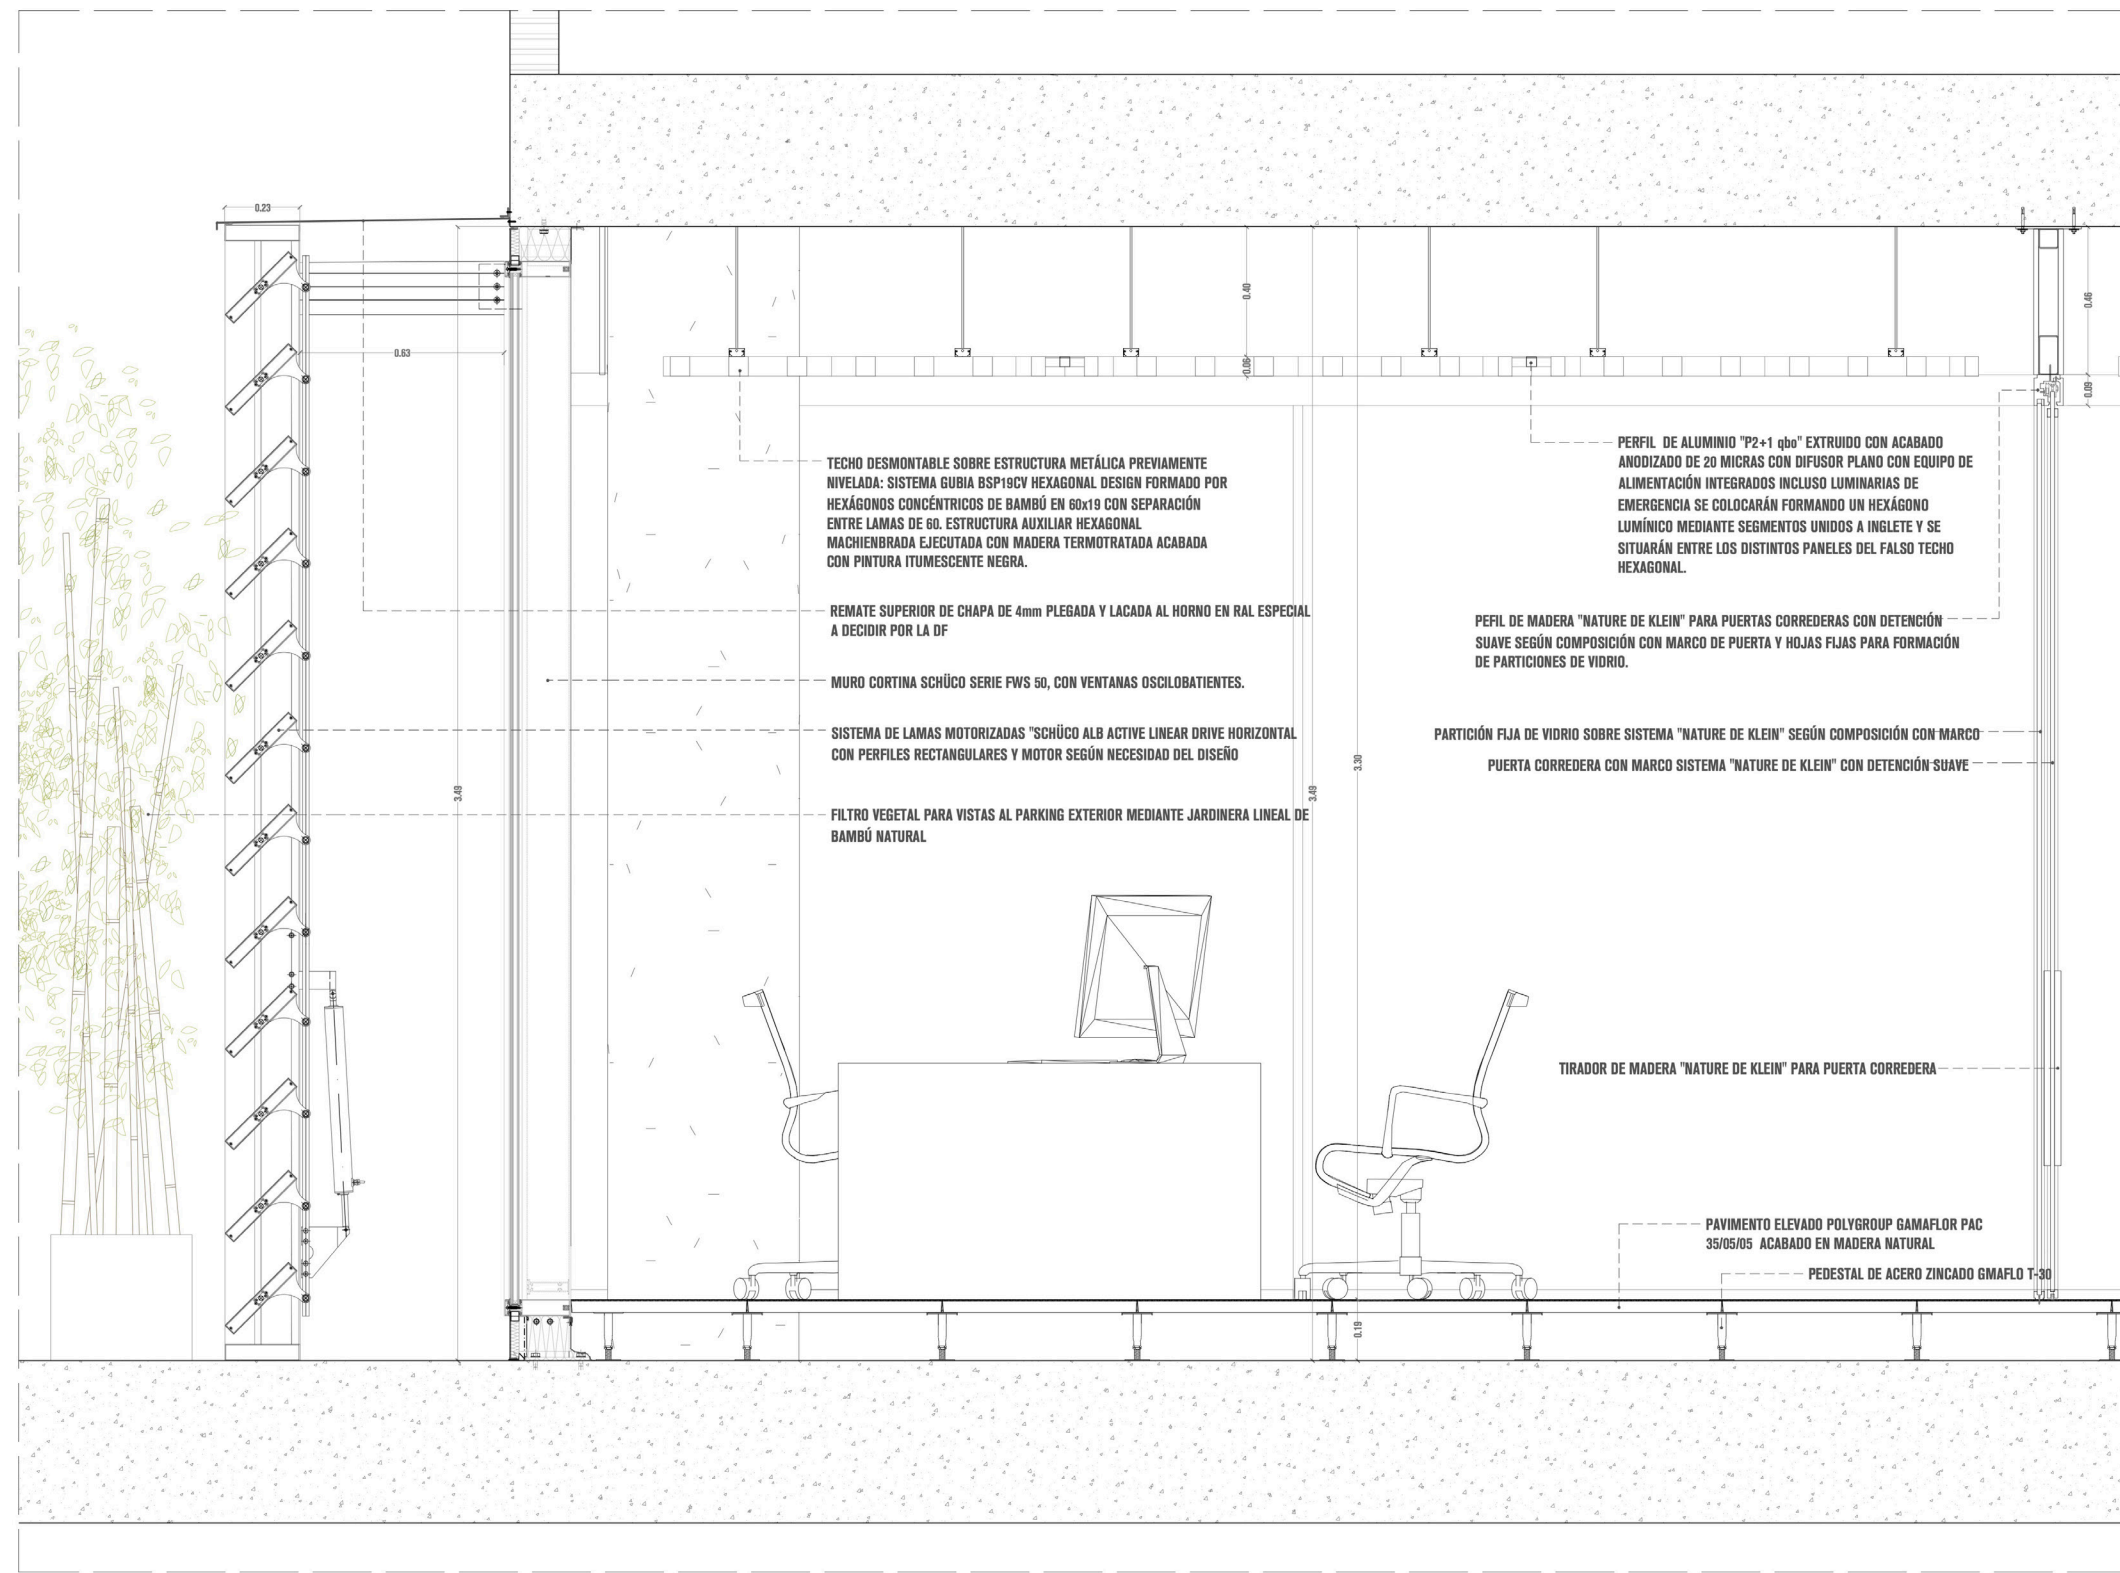 0.23
0.63
3.49
0.40
0.06
3.30
3.49
0.19
0.46
0.09
TECHO DESMONTABLE SOBRE ESTRUCTURA METÁLICA PREVIAMENTE
NIVELADA: SISTEMA GUBIA BSP19CV HEXAGONAL DESIGN FORMADO POR
HEXÁGONOS CONCÉNTRICOS DE BAMBÚ EN 60x19 CON SEPARACIÓN
ENTRE LAMAS DE 60. ESTRUCTURA AUXILIAR HEXAGONAL
MACHIENBRADA EJECUTADA CON MADERA TERMOTRATADA ACABADA
CON PINTURA ITUMESCENTE NEGRA.
REMATE SUPERIOR DE CHAPA DE 4mm PLEGADA Y LACADA AL HORNO EN RAL ESPECIAL
A DECIDIR POR LA DF
MURO CORTINA SCHÜCO SERIE FWS 50, CON VENTANAS OSCILOBATIENTES.
SISTEMA DE LAMAS MOTORIZADAS "SCHÜCO ALB ACTIVE LINEAR DRIVE HORIZONTAL
CON PERFILES RECTANGULARES Y MOTOR SEGÚN NECESIDAD DEL DISEÑO
FILTRO VEGETAL PARA VISTAS AL PARKING EXTERIOR MEDIANTE JARDINERA LINEAL DE
BAMBÚ NATURAL
PERFIL DE ALUMINIO "P2+1 qbo" EXTRUIDO CON ACABADO
ANODIZADO DE 20 MICRAS CON DIFUSOR PLANO CON EQUIPO DE
ALIMENTACIÓN INTEGRADOS INCLUSO LUMINARIAS DE
EMERGENCIA SE COLOCARÁN FORMANDO UN HEXÁGONO
LUMÍNICO MEDIANTE SEGMENTOS UNIDOS A INGLETE Y SE
SITUARÁN ENTRE LOS DISTINTOS PANELES DEL FALSO TECHO
HEXAGONAL.
PEFIL DE MADERA "NATURE DE KLEIN" PARA PUERTAS CORREDERAS CON DETENCIÓN
SUAVE SEGÚN COMPOSICIÓN CON MARCO DE PUERTA Y HOJAS FIJAS PARA FORMACIÓN
DE PARTICIONES DE VIDRIO.
PARTICIÓN FIJA DE VIDRIO SOBRE SISTEMA "NATURE DE KLEIN" SEGÚN COMPOSICIÓN CON MARCO
PUERTA CORREDERA CON MARCO SISTEMA "NATURE DE KLEIN" CON DETENCIÓN SUAVE
TIRADOR DE MADERA "NATURE DE KLEIN" PARA PUERTA CORREDERA
PAVIMENTO ELEVADO POLYGROUP GAMAFLOR PAC
35/05/05 ACABADO EN MADERA NATURAL
PEDESTAL DE ACERO ZINCADO GMAFLO T-30